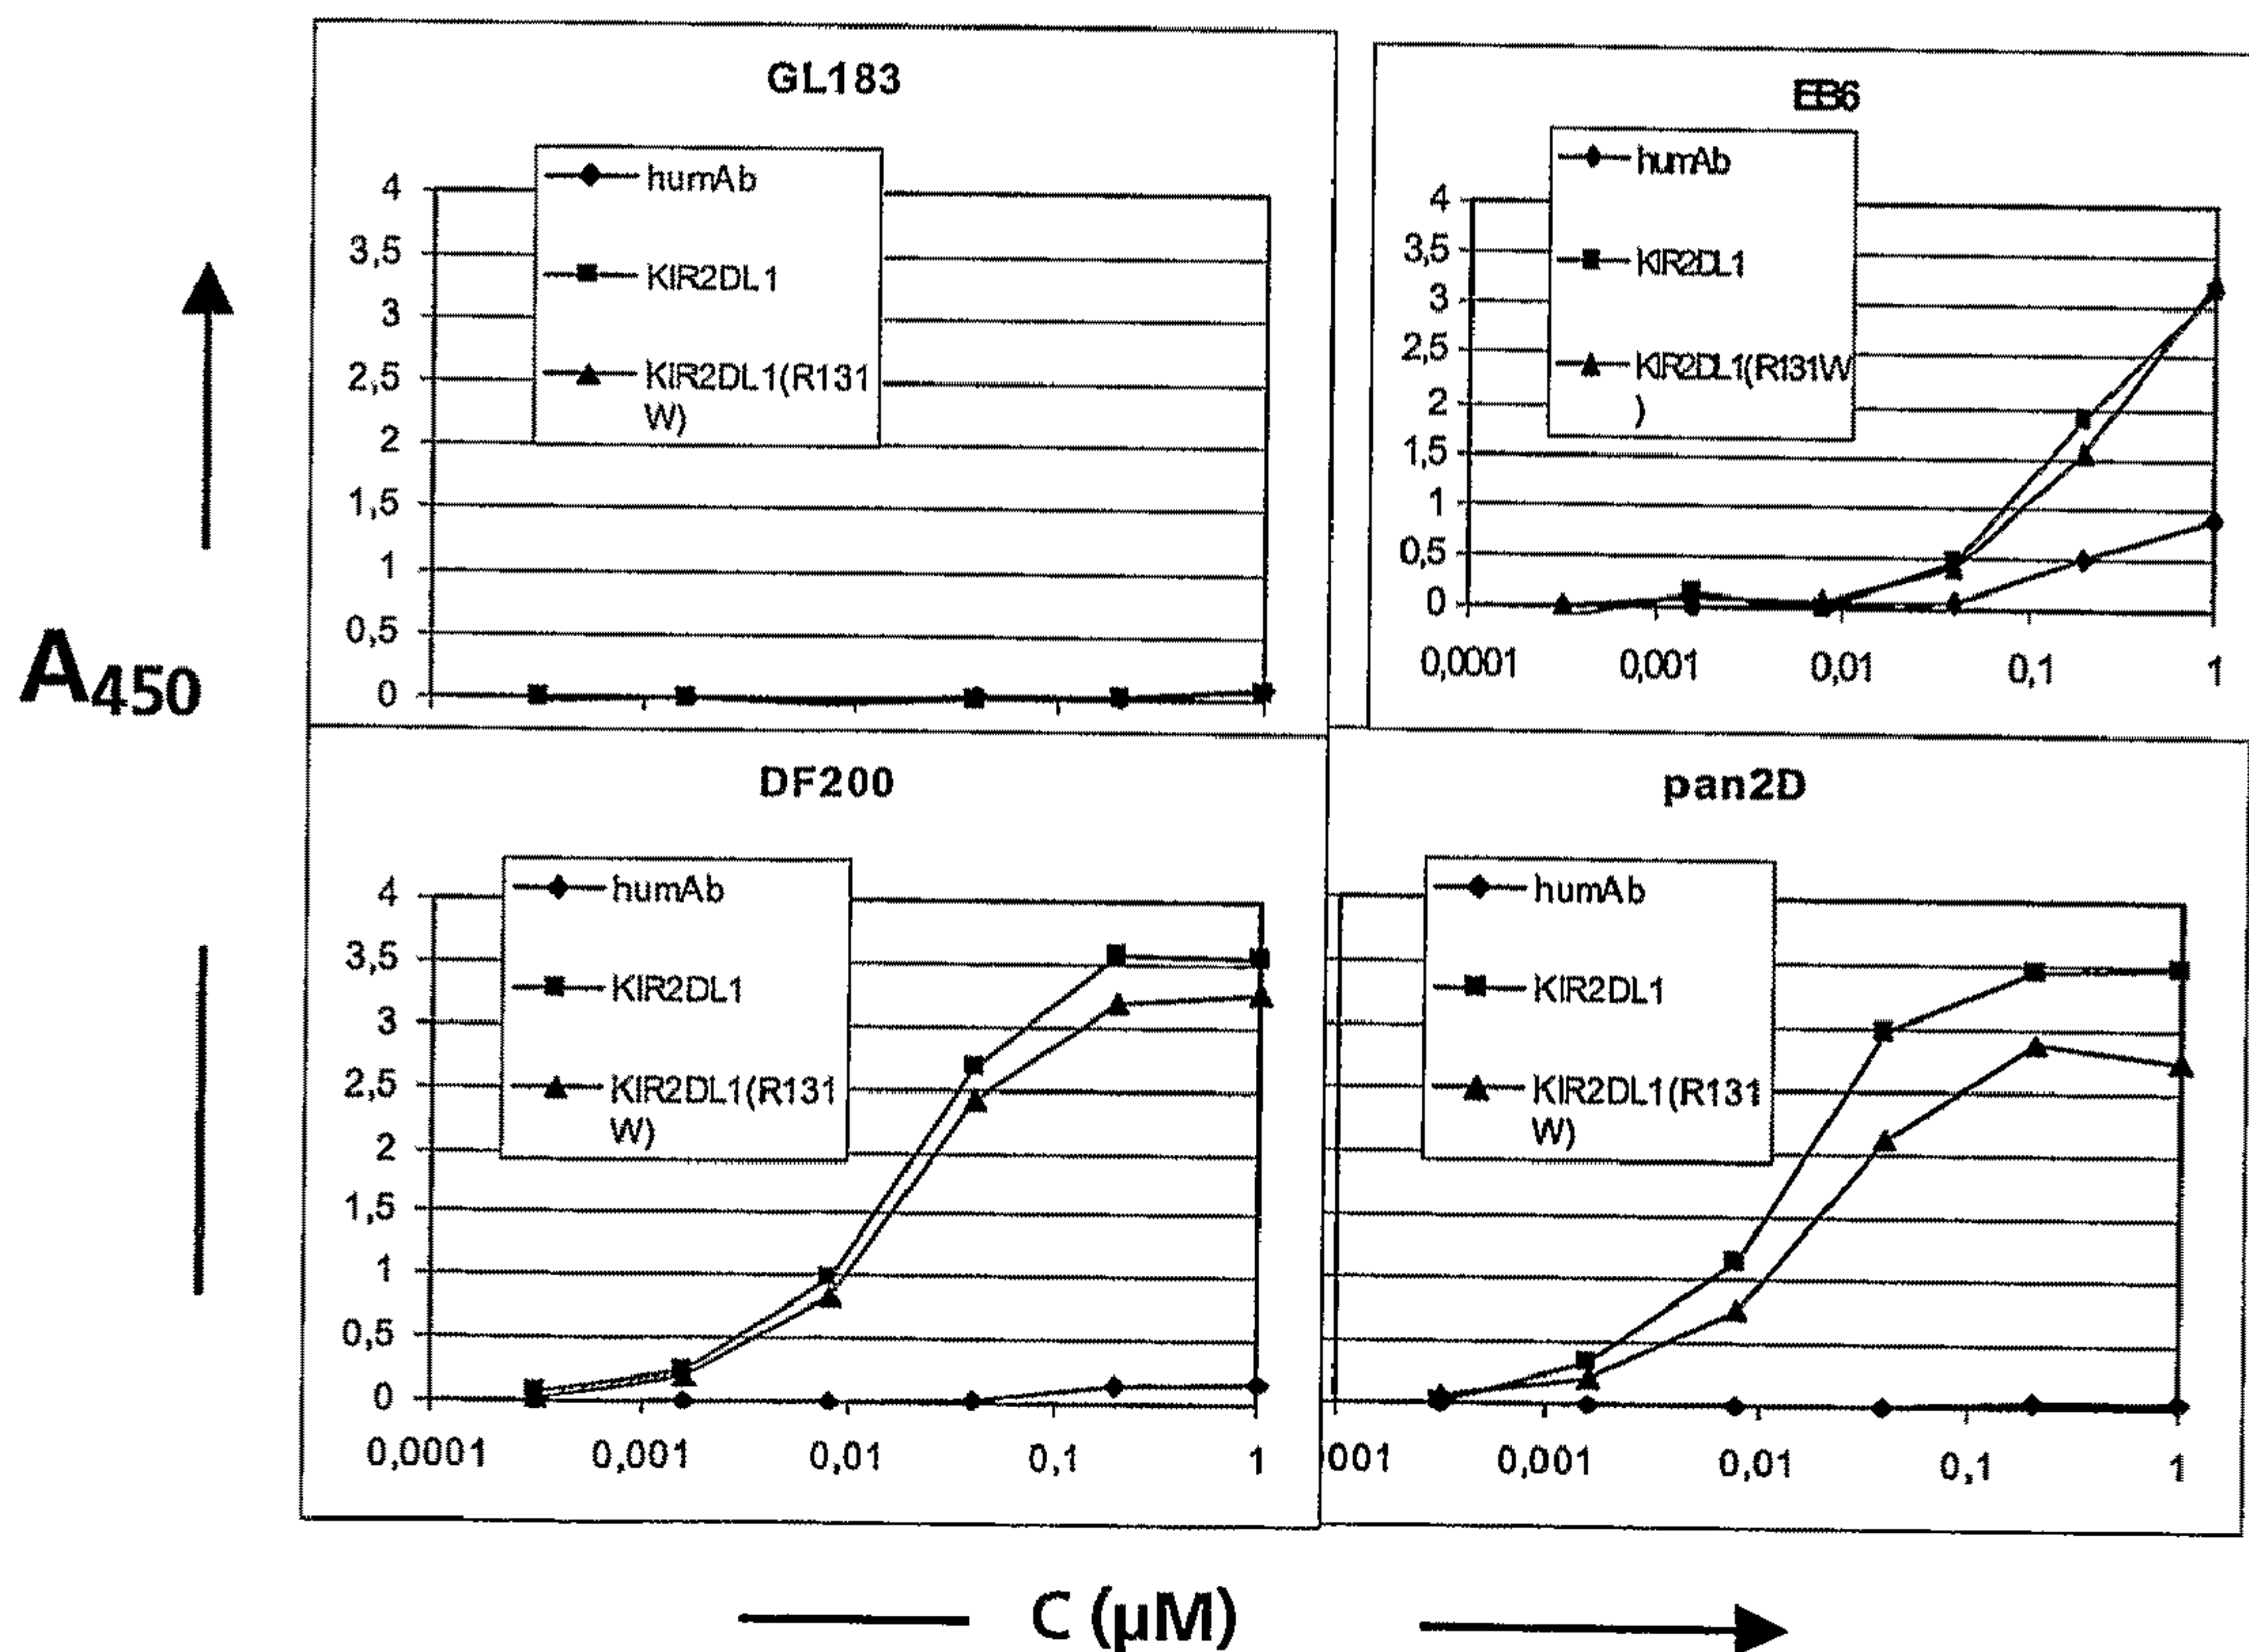 GL183
humAb
KIR2DL1
KIR2DL1(R131
W)
4
3,5
3
2,5
2
1,5
1
0,5
0
EB6
humAb
KIR2DL1
KIR2DL1(R131W
)
4
3,5
3
2,5
2
1,5
1
0,5
0
0,0001 0,001 0,01 0,1 1
A450
DF200
humAb
KIR2DL1
KIR2DL1(R131
W)
4
3,5
3
2,5
2
1,5
1
0,5
0
0,0001 0,001 0,01 0,1 1
pan2D
humAb
KIR2DL1
KIR2DL1(R131
W)
001 0,001 0,01 0,1 1
C (µM)